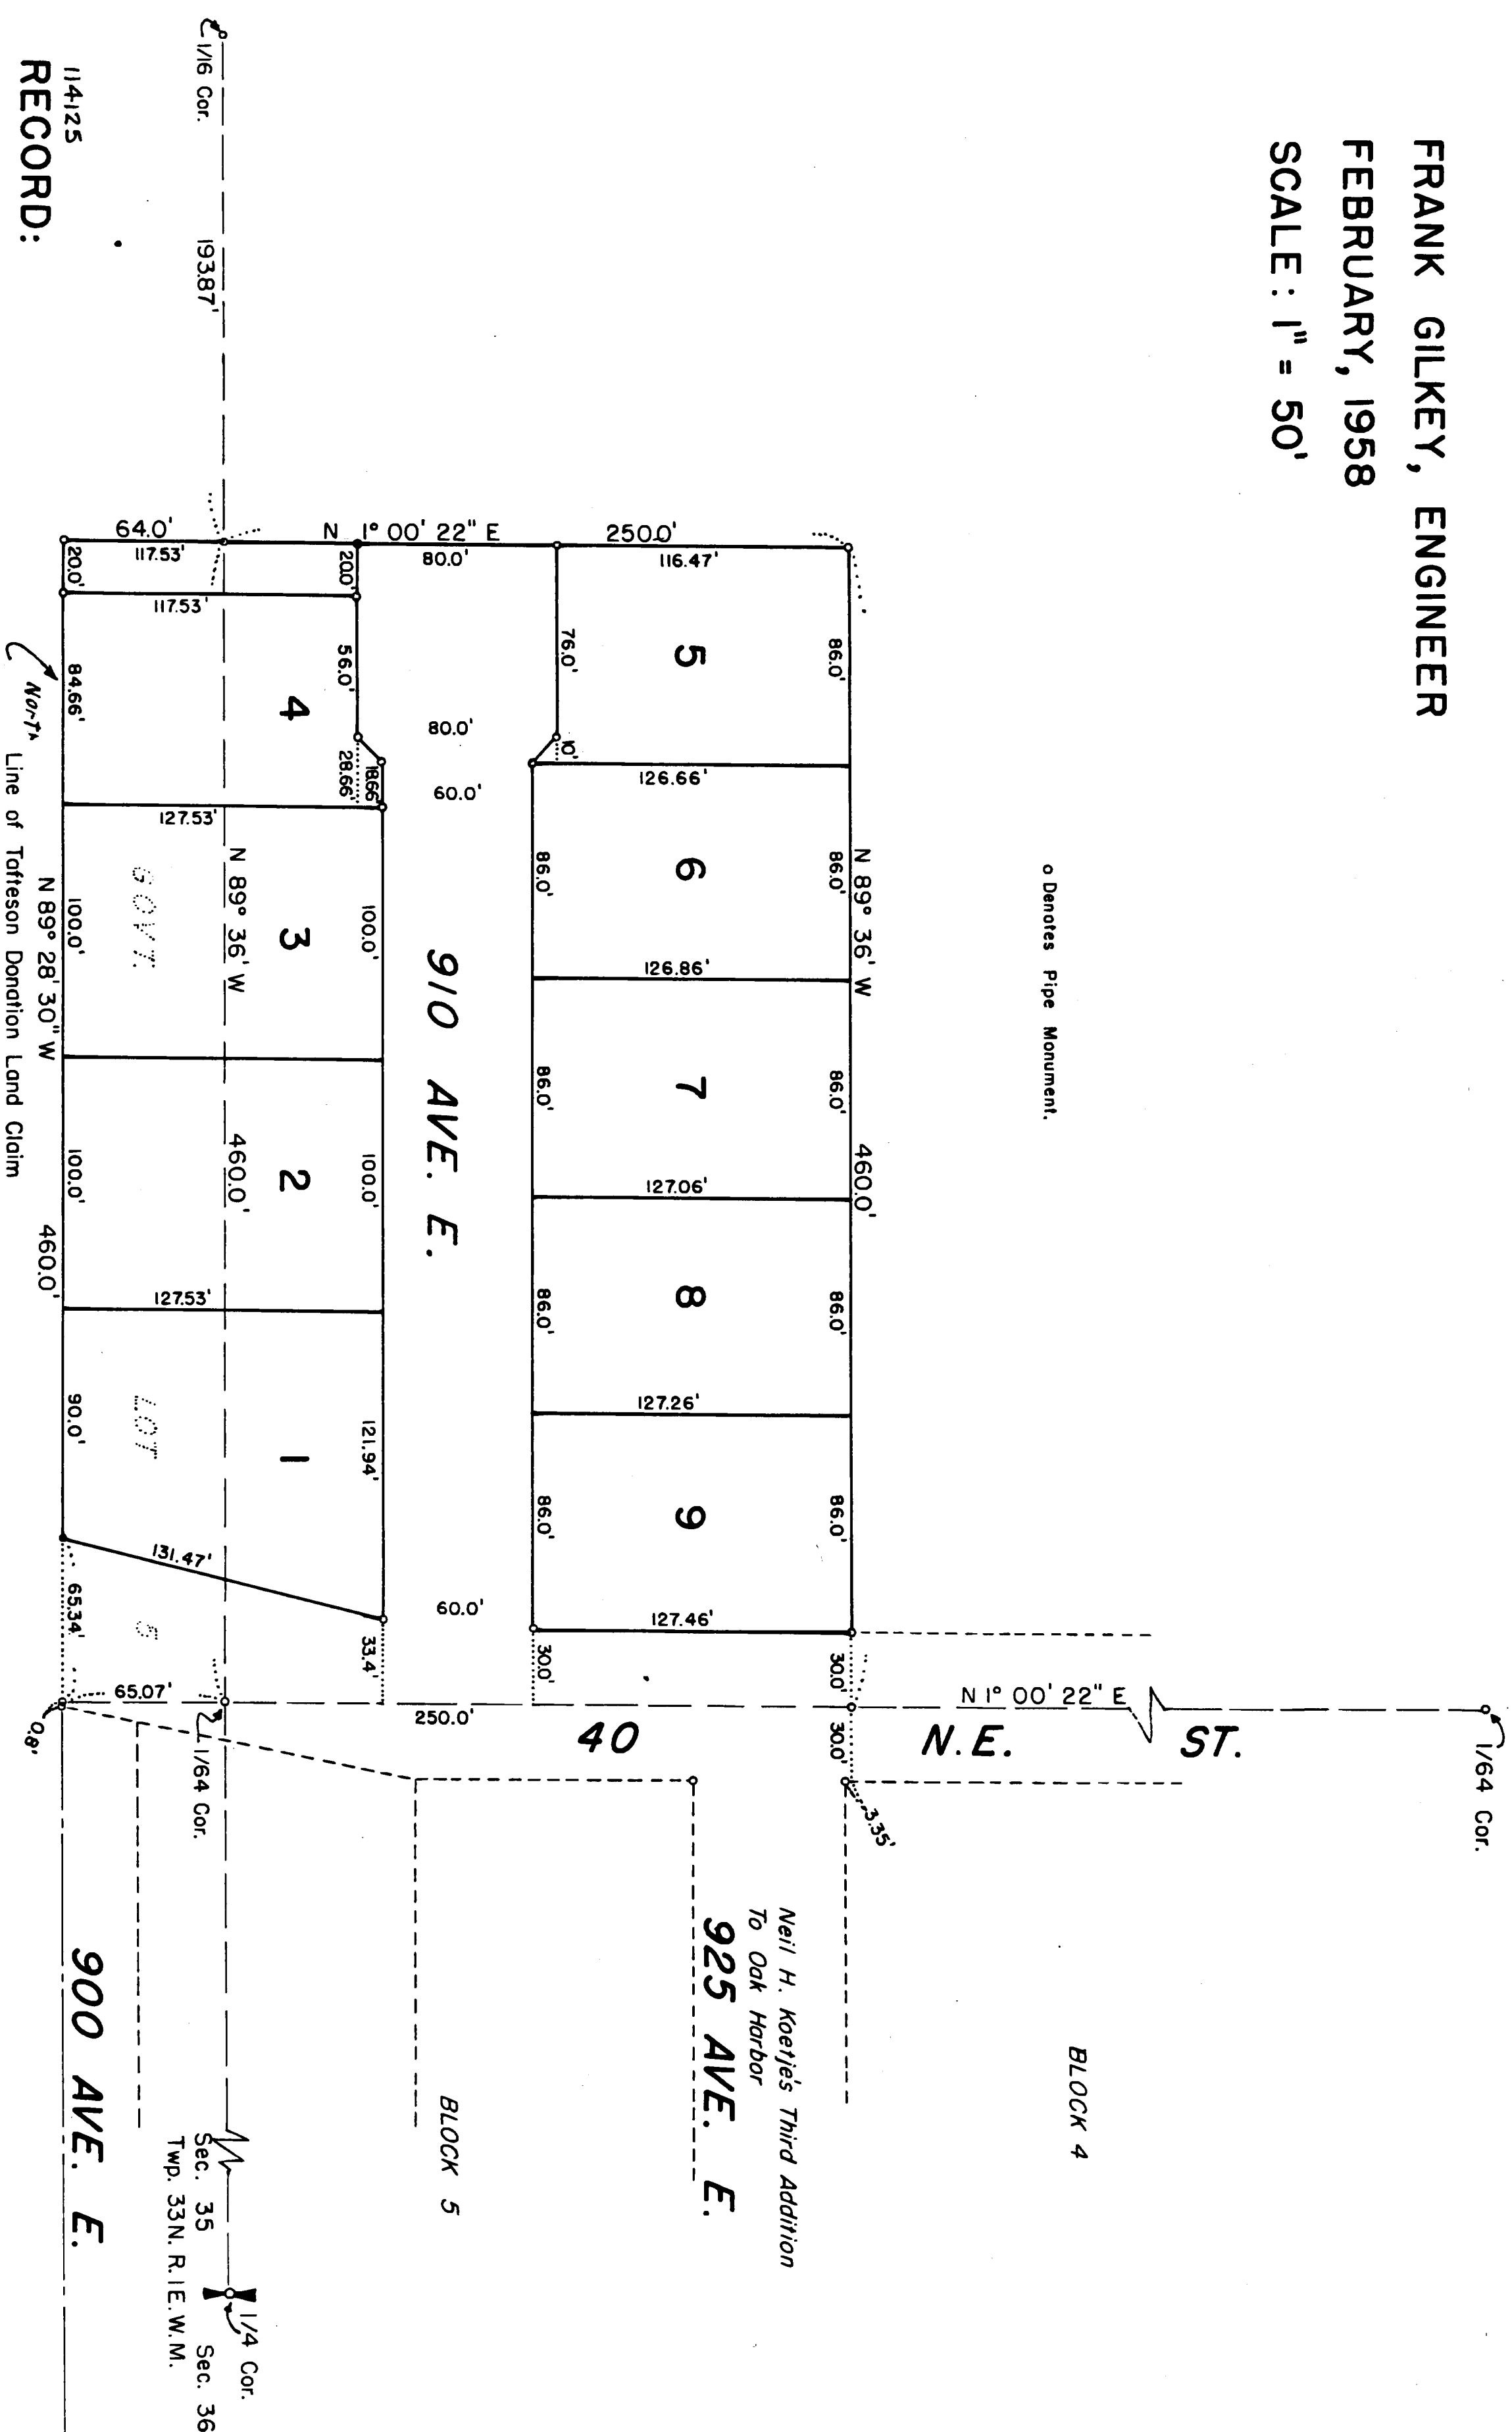 FRANK GILKEY, ENGINEER
FEBRUARY, 1958
SCALE: 1" = 50'
o Denotes Pipe Monument.
1/64 Cor.
N 1° 00' 22" E
40 N.E. ST.
BLOCK 4
N 89° 36' W 460.0'
86.0' 86.0' 86.0' 86.0' 86.0' 30.0' 30.0'
3.35'
Neil H. Koetje's Third Addition
To Oak Harbor
925 AVE. E.
5 6 7 8 9
116.47' 126.66' 126.86' 127.06' 127.26' 127.46'
250.0'
76.0' 10' 86.0' 86.0' 86.0' 86.0' 30.0'
N 1° 00' 22" E
80.0' 80.0' 60.0' 60.0'
910 AVE. E.
250.0'
BLOCK 5
20.0' 56.0' 28.66' 18.66' 100.0' 100.0' 121.94' 33.4'
4 3 2 1
1/16 Cor. 193.87' N 89° 36' W 460.0'
1/64 Cor.
1/4 Cor.
Sec. 35 Sec. 36
Twp. 33N. R. 1E. W.M.
64.0'
117.53' 117.53' 127.53' 127.53' 131.47' 65.07'
GOVT. LOT 5
20.0' 84.66' 100.0' 100.0' 90.0' 65.34'
0.8'
900 AVE. E.
N 89° 28' 30" W 460.0'
North Line of Tafteson Donation Land Claim
114125
RECORD: